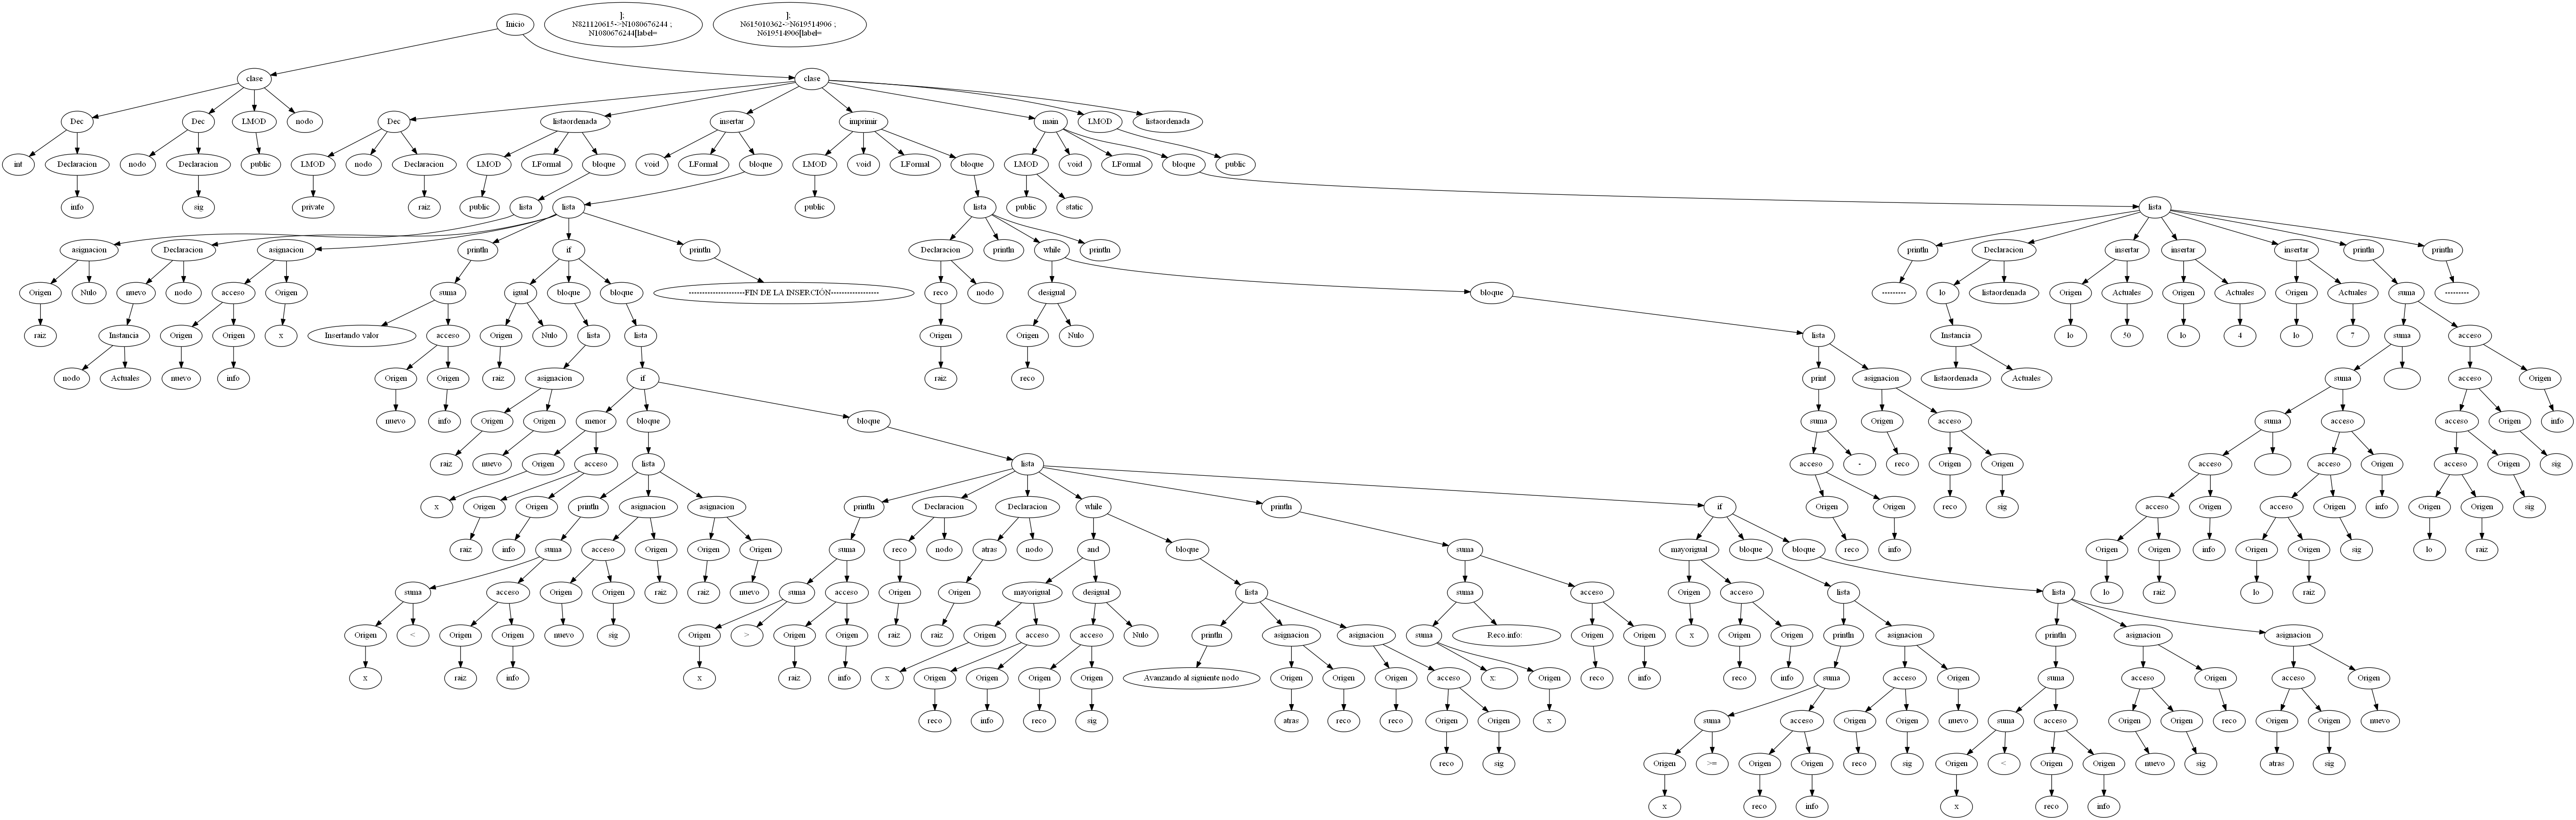 ];
];
Inicio N821120615->N1080676244 ; N615010362->N619514906 ;
N1080676244[label= N619514906[label=
clase clase
Dec Dec LMOD nodo Dec listaordenada insertar imprimir main LMOD listaordenada
int Declaracion nodo Declaracion public LMOD nodo Declaracion LMOD LFormal bloque void LFormal bloque LMOD void LFormal bloque LMOD void LFormal bloque public
info sig private raiz public lista lista public lista public static lista
asignacion Declaracion asignacion println if println Declaracion println while println println Declaracion insertar insertar insertar println println
Origen Nulo nuevo nodo acceso Origen suma igual bloque bloque ---------------------FIN DE LA INSERCIÓN------------------ reco nodo desigual bloque --------- lo listaordenada Origen Actuales Origen Actuales Origen Actuales suma ---------
raiz Instancia Origen Origen x Insertando valor acceso Origen Nulo lista lista Origen Origen Nulo lista Instancia lo 50 lo 4 lo 7 suma acceso
nodo Actuales nuevo info Origen Origen raiz asignacion if raiz reco print asignacion listaordenada Actuales suma acceso Origen
nuevo info Origen Origen menor bloque bloque suma Origen acceso suma acceso acceso Origen info
raiz nuevo Origen acceso lista lista acceso - reco Origen Origen acceso acceso Origen acceso Origen sig
x Origen Origen println asignacion asignacion println Declaracion Declaracion while println if Origen Origen reco sig acceso Origen acceso Origen info Origen Origen sig
raiz info suma acceso Origen Origen Origen suma reco nodo atras nodo and bloque suma mayorigual bloque bloque reco info Origen Origen info Origen Origen sig lo raiz
suma acceso Origen Origen raiz raiz nuevo suma acceso Origen Origen mayorigual desigual lista suma acceso Origen acceso lista lista lo raiz lo raiz
Origen < Origen Origen nuevo sig Origen > Origen Origen raiz raiz Origen acceso acceso Nulo println asignacion asignacion suma Reco.info: Origen Origen x Origen Origen println asignacion println asignacion asignacion
x raiz info x raiz info x Origen Origen Origen Origen Avanzando al siguiente nodo Origen Origen Origen acceso x: Origen reco info reco info suma acceso Origen suma acceso Origen acceso Origen
reco info reco sig atras reco reco Origen Origen x suma acceso Origen Origen nuevo suma acceso Origen Origen reco Origen Origen nuevo
reco sig Origen >= Origen Origen reco sig Origen < Origen Origen nuevo sig atras sig
x reco info x reco info